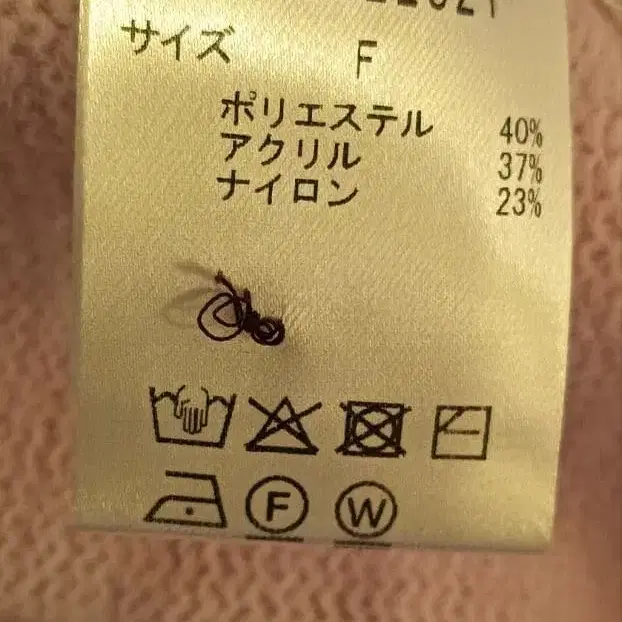 サイズ F
ポリエステル 40%
アクリル 37%
ナイロン 23%
F W